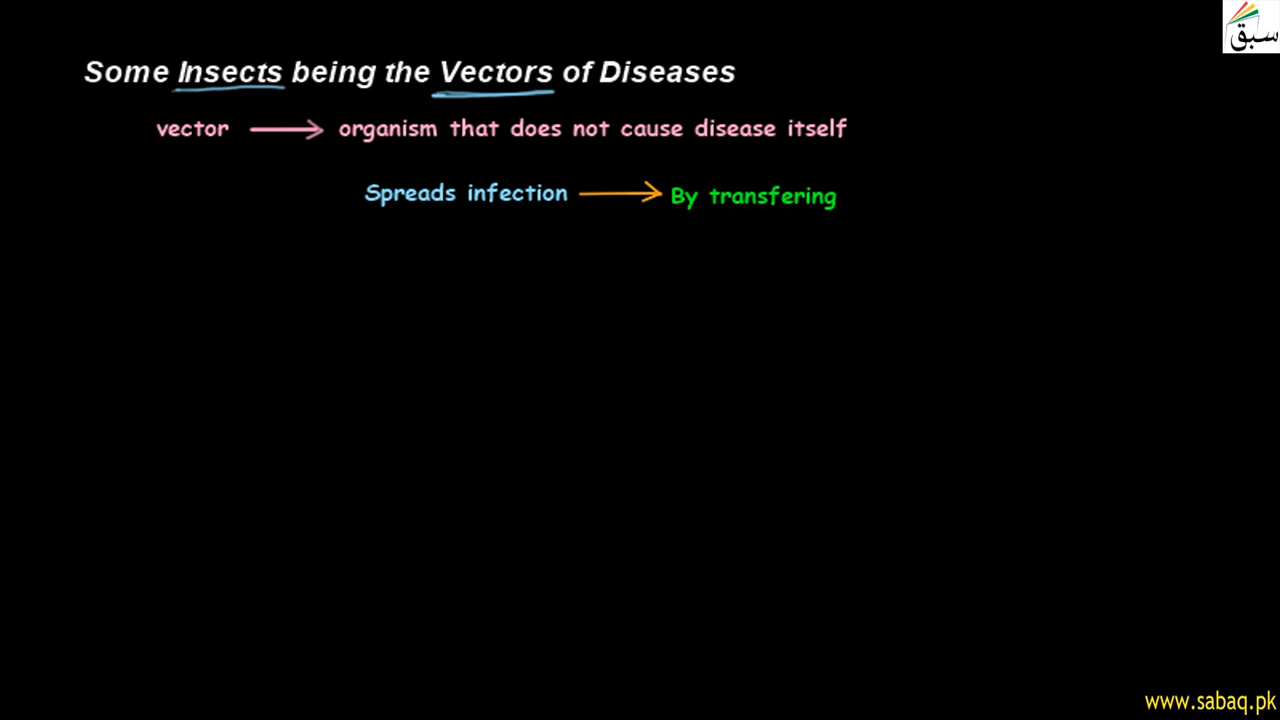 سبق
Some Insects being the Vectors of Diseases
vector organism that does not cause disease itself
Spreads infection By transfering
www.sabaq.pk